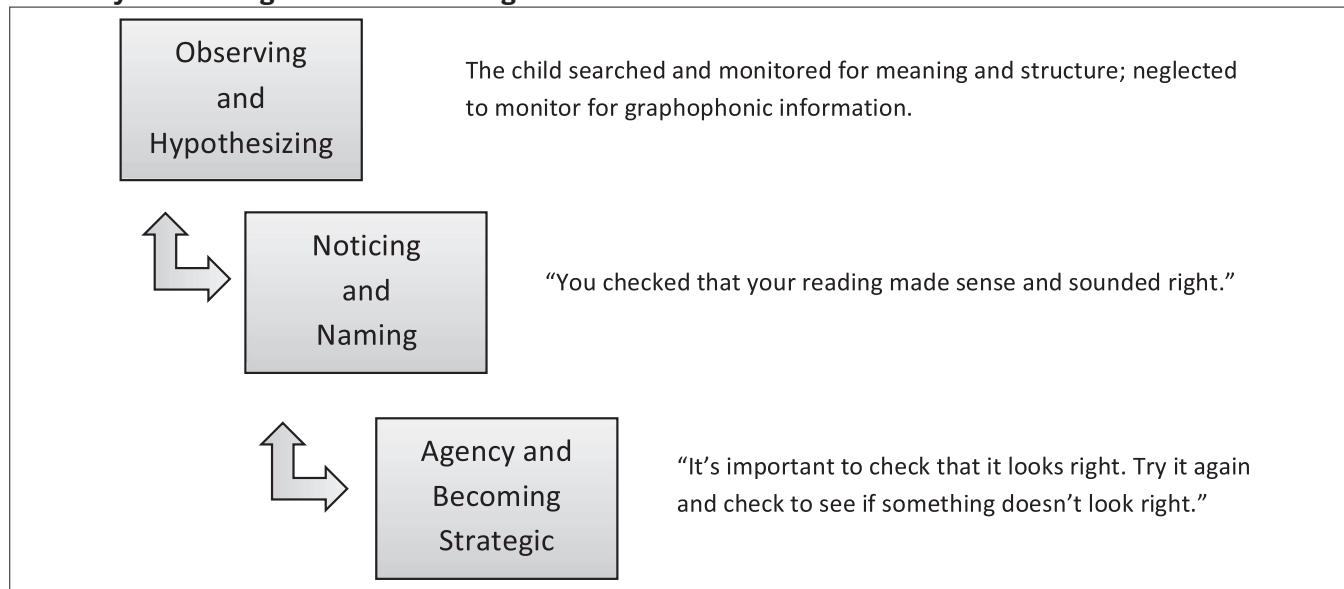 Observing
and
Hypothesizing
The child searched and monitored for meaning and structure; neglected
to monitor for graphophonic information.
Noticing
and
Naming
“You checked that your reading made sense and sounded right.”
Agency and
Becoming
Strategic
“It’s important to check that it looks right. Try it again
and check to see if something doesn’t look right.”